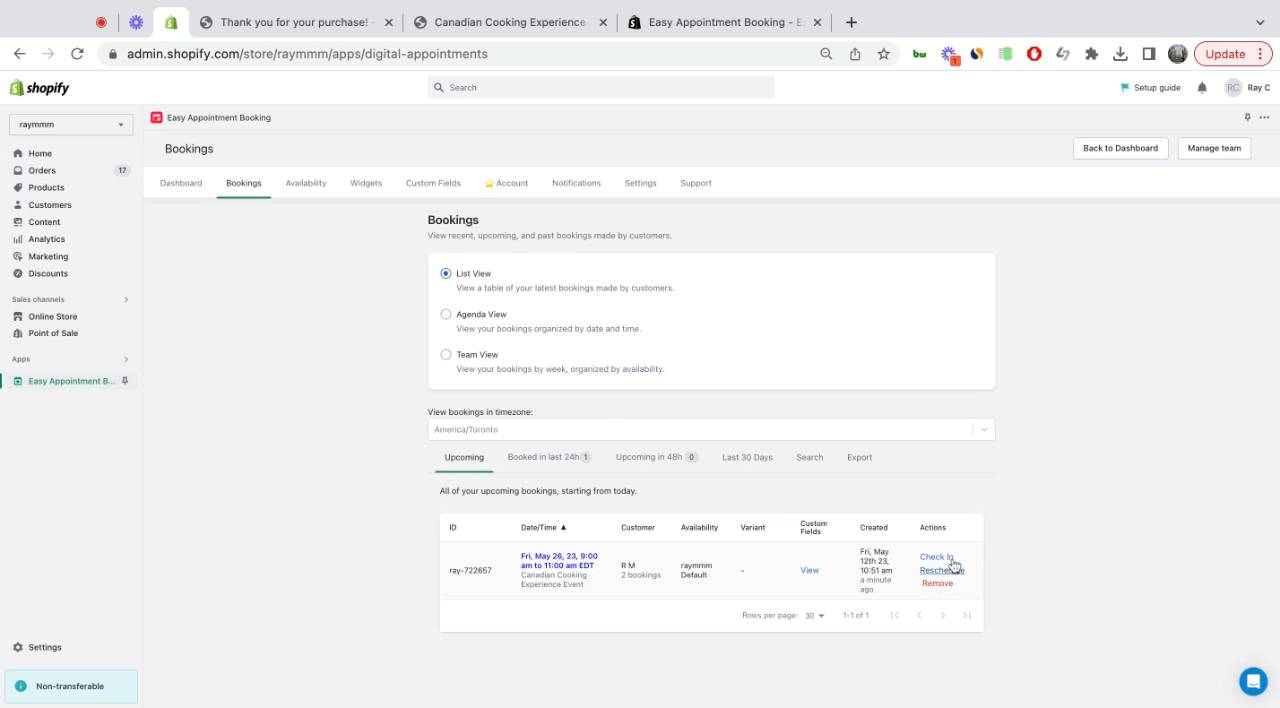 Thank you for your purchase! -
Canadian Cooking Experience
Easy Appointment Booking - E
admin.shopify.com/store/raymmm/apps/digital-appointments
bw
1
Update
shopify
Search
Setup guide
RC
Ray C
raymmm
Easy Appointment Booking
Home
Orders
17
Products
Customers
Content
Analytics
Marketing
Discounts
Sales channels
Online Store
Point of Sale
Apps
Easy Appointment B...
Settings
Non-transferable
Bookings
Back to Dashboard
Manage team
Dashboard
Bookings
Availability
Widgets
Custom Fields
Account
Notifications
Settings
Support
Bookings
View recent, upcoming, and past bookings made by customers.
List View
View a table of your latest bookings made by customers.
Agenda View
View your bookings organized by date and time.
Team View
View your bookings by week, organized by availability.
View bookings in timezone:
America/Toronto
Upcoming
Booked in last 24h 1
Upcoming in 48h 0
Last 30 Days
Search
Export
All of your upcoming bookings, starting from today.
ID
Date/Time ▲
Customer
Availability
Variant
Custom
Fields
Created
Actions
ray-722657
Fri, May 26, 23, 9:00
am to 11:00 am EDT
Canadian Cooking
Experience Event
R M
2 bookings
raymmm
Default
-
View
Fri, May
12th 23,
10:51 am
a minute
ago
Check In
Reschedule
Remove
Rows per page: 30
1-1 of 1